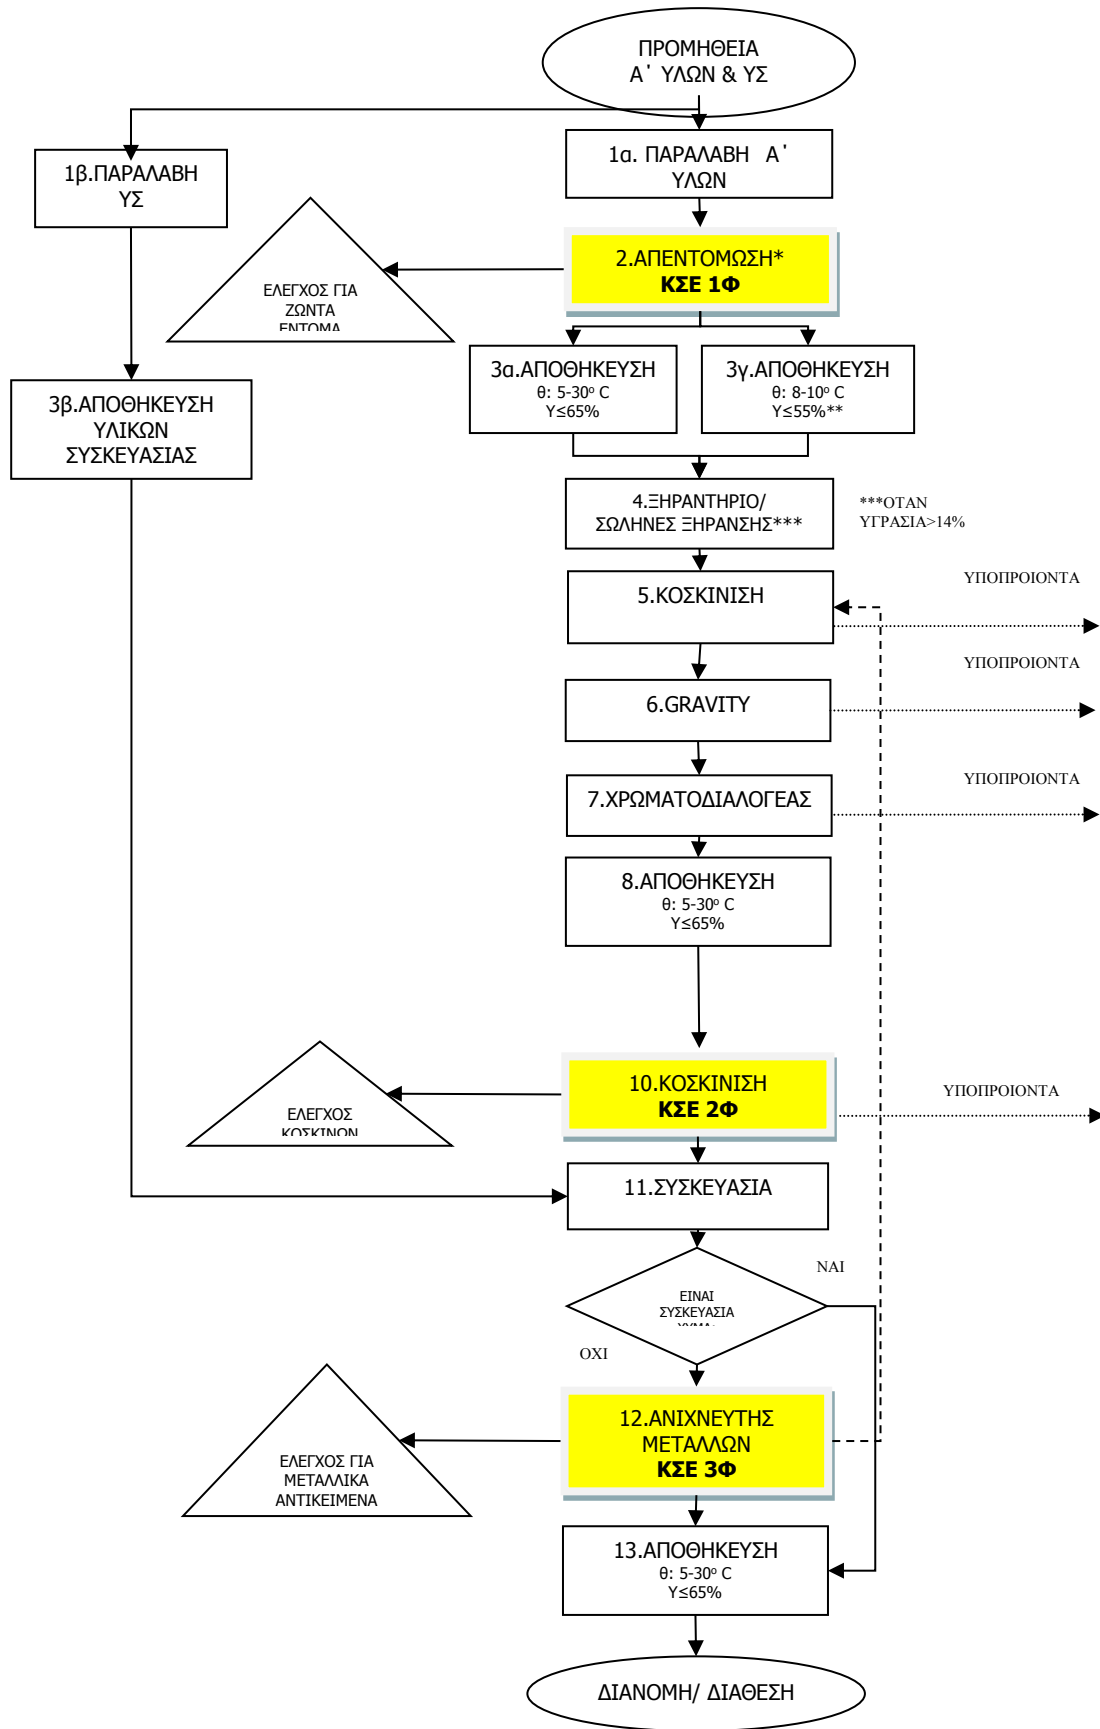 ΠΡΟΜΗΘΕΙΑ
Α΄ ΥΛΩΝ & ΥΣ
1β.ΠΑΡΑΛΑΒΗ
ΥΣ
1α. ΠΑΡΑΛΑΒΗ Α΄
ΥΛΩΝ
2.ΑΠΕΝΤΟΜΩΣΗ*
ΚΣΕ 1Φ
ΕΛΕΓΧΟΣ ΓΙΑ
ΖΩΝΤΑ
ΕΝΤΟΜΑ
3α.ΑΠΟΘΗΚΕΥΣΗ
θ: 5-30º C
Υ≤65%
3γ.ΑΠΟΘΗΚΕΥΣΗ
θ: 8-10º C
Υ≤55%**
3β.ΑΠΟΘΗΚΕΥΣΗ
ΥΛΙΚΩΝ
ΣΥΣΚΕΥΑΣΙΑΣ
4.ΞΗΡΑΝΤΗΡΙΟ/
ΣΩΛΗΝΕΣ ΞΗΡΑΝΣΗΣ***
***ΟΤΑΝ
ΥΓΡΑΣΙΑ>14%
5.ΚΟΣΚΙΝΙΣΗ
ΥΠΟΠΡΟΙΟΝΤΑ
6.GRAVITY
ΥΠΟΠΡΟΙΟΝΤΑ
7.ΧΡΩΜΑΤΟΔΙΑΛΟΓΕΑΣ
ΥΠΟΠΡΟΙΟΝΤΑ
8.ΑΠΟΘΗΚΕΥΣΗ
θ: 5-30º C
Υ≤65%
10.ΚΟΣΚΙΝΙΣΗ
ΚΣΕ 2Φ
ΥΠΟΠΡΟΙΟΝΤΑ
ΕΛΕΓΧΟΣ
ΚΟΣΚΙΝΩΝ
11.ΣΥΣΚΕΥΑΣΙΑ
ΕΙΝΑΙ
ΣΥΣΚΕΥΑΣΙΑ
ΝΑΙ
ΟΧΙ
12.ΑΝΙΧΝΕΥΤΗΣ
ΜΕΤΑΛΛΩΝ
ΚΣΕ 3Φ
ΕΛΕΓΧΟΣ ΓΙΑ
ΜΕΤΑΛΛΙΚΑ
ΑΝΤΙΚΕΙΜΕΝΑ
13.ΑΠΟΘΗΚΕΥΣΗ
θ: 5-30º C
Υ≤65%
ΔΙΑΝΟΜΗ/ ΔΙΑΘΕΣΗ